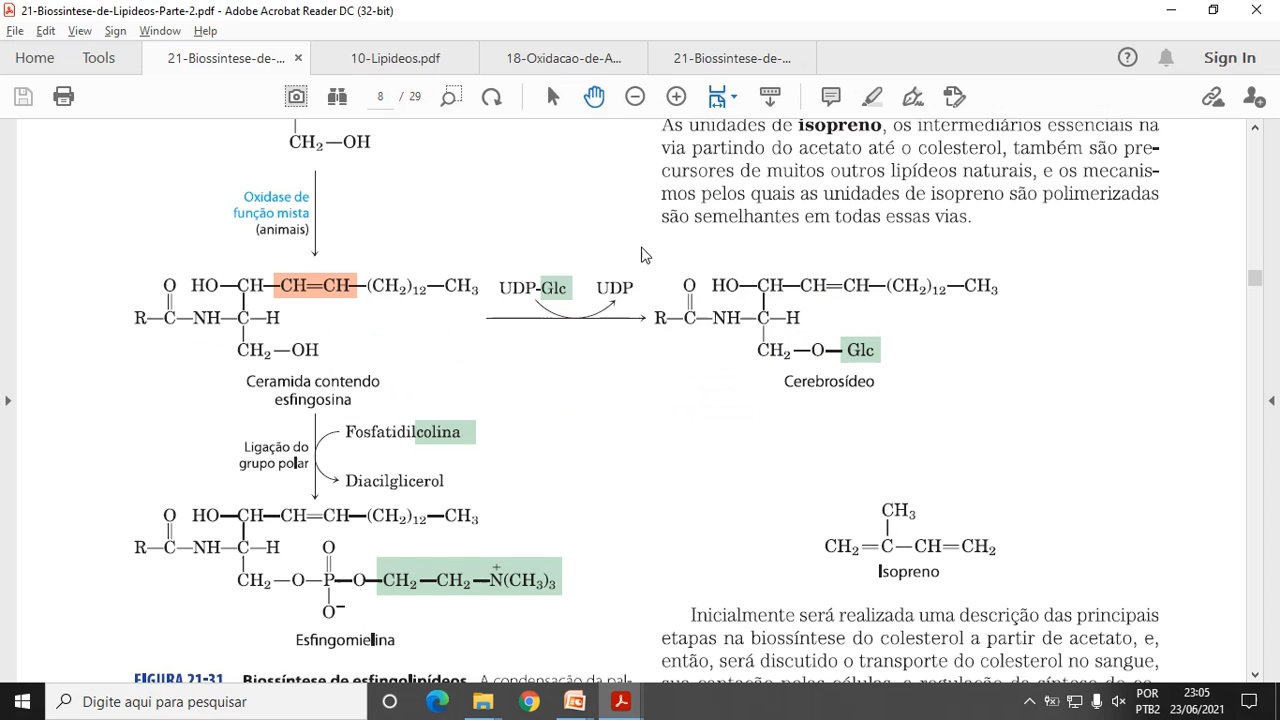 21-Biossintese-de-Lipideos-Parte-2.pdf - Adobe Acrobat Reader DC (32-bit)
File Edit View Sign Window Help
Home Tools 21-Biossintese-de-... × 10-Lipideos.pdf 18-Oxidacao-de-A... 21-Biossintese-de-... Sign In
8 / 29
CH₂—OH
As unidades de isopreno, os intermediários essenciais na
via partindo do acetato até o colesterol, também são pre-
cursores de muitos outros lipídeos naturais, e os mecanis-
mos pelos quais as unidades de isopreno são polimerizadas
são semelhantes em todas essas vias.
Oxidase de
função mista
(animais)
O HO—CH—CH=CH—(CH₂)₁₂—CH₃
R—C—NH—C—H
CH₂—OH
Ceramida contendo
esfingosina
UDP-Glc UDP
O HO—CH—CH=CH—(CH₂)₁₂—CH₃
R—C—NH—C—H
CH₂—O—Glc
Cerebrosídeo
Ligação do
grupo polar
Fosfatidilcolina
Diacilglicerol
O HO—CH—CH=CH—(CH₂)₁₂—CH₃
R—C—NH—C—H O
CH₂—O—P—O—CH₂—CH₂—N⁺(CH₃)₃
O⁻
Esfingomielina
CH₃
CH₂=C—CH=CH₂
Isopreno
Inicialmente será realizada uma descrição das principais
etapas na biossíntese do colesterol a partir de acetato, e,
então, será discutido o transporte do colesterol no sangue,
FIGURA 21-31 Biossíntese de esfingolipídeos. A condensação da pal-
Digite aqui para pesquisar
POR
PTB2
23:05
23/06/2021